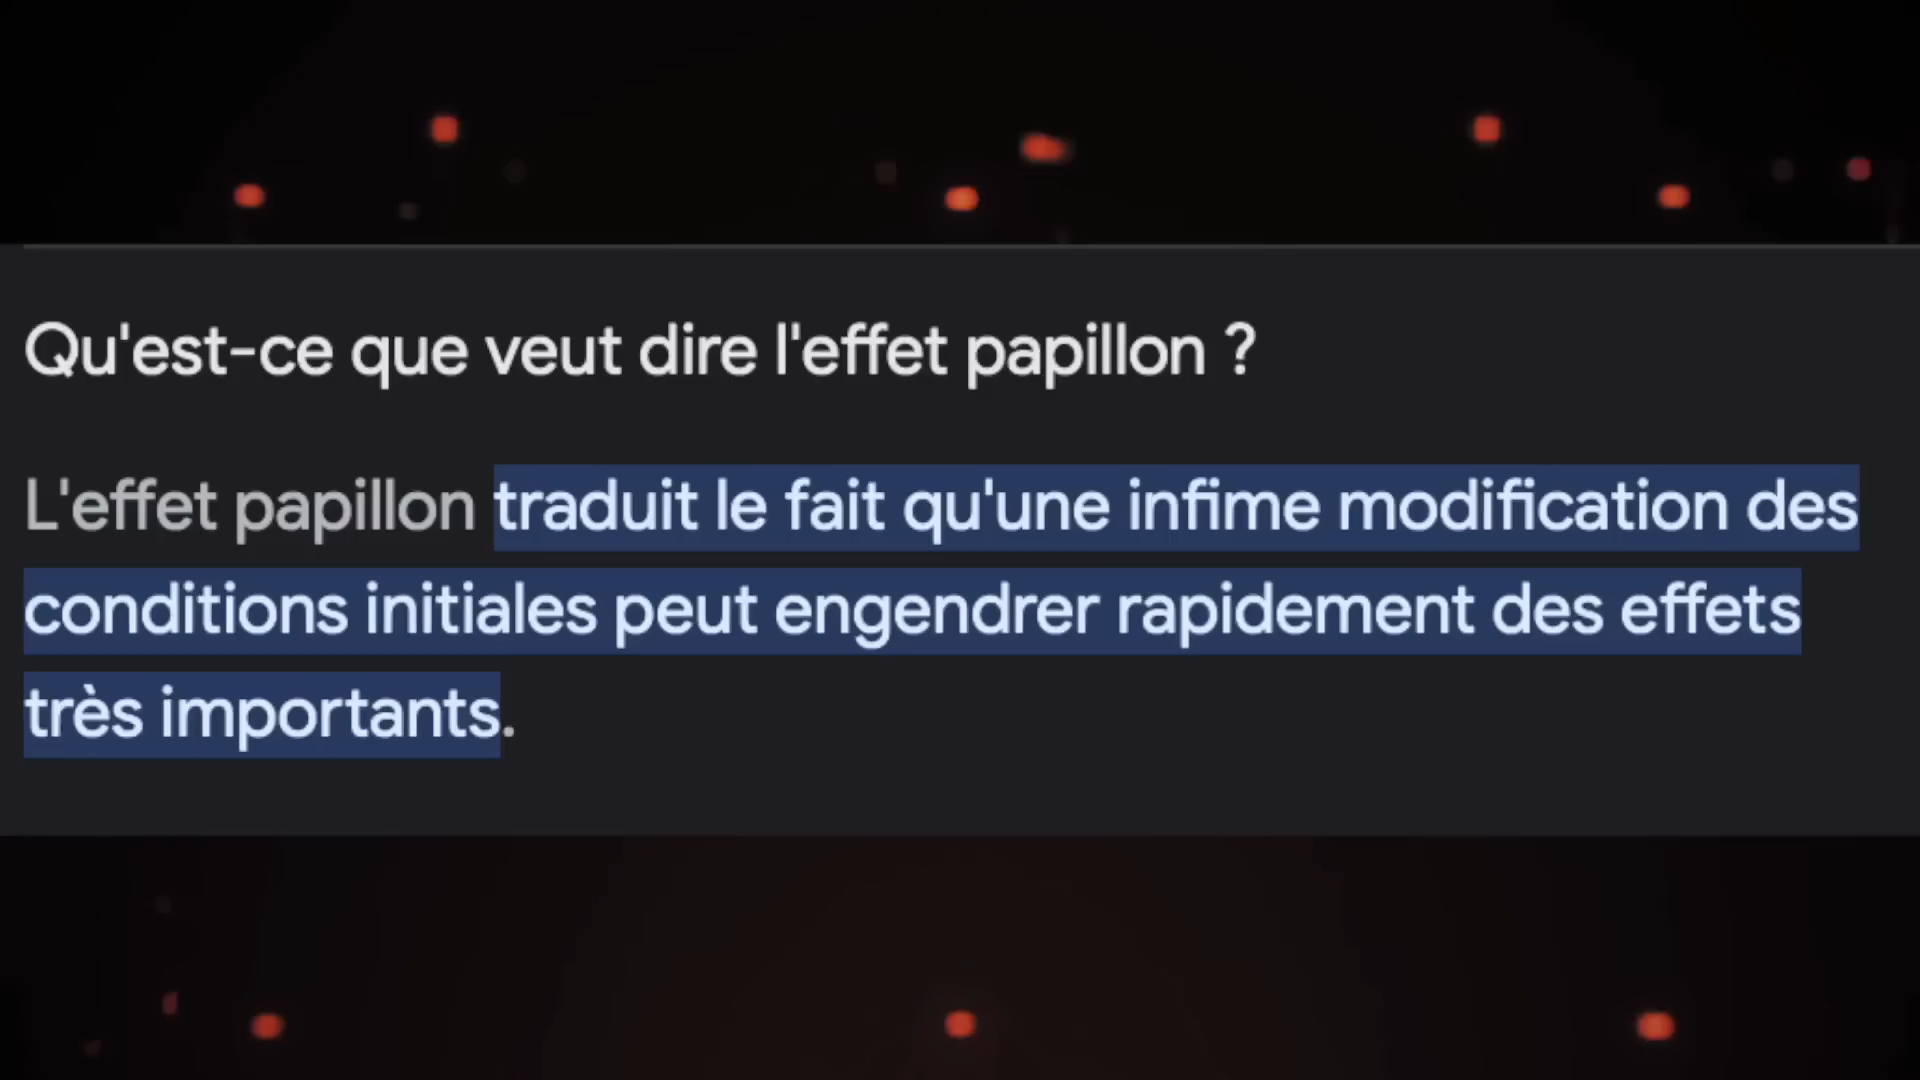 Qu'est-ce que veut dire l'effet papillon ?
L'effet papillon traduit le fait qu'une infime modification des
conditions initiales peut engendrer rapidement des effets
très importants.